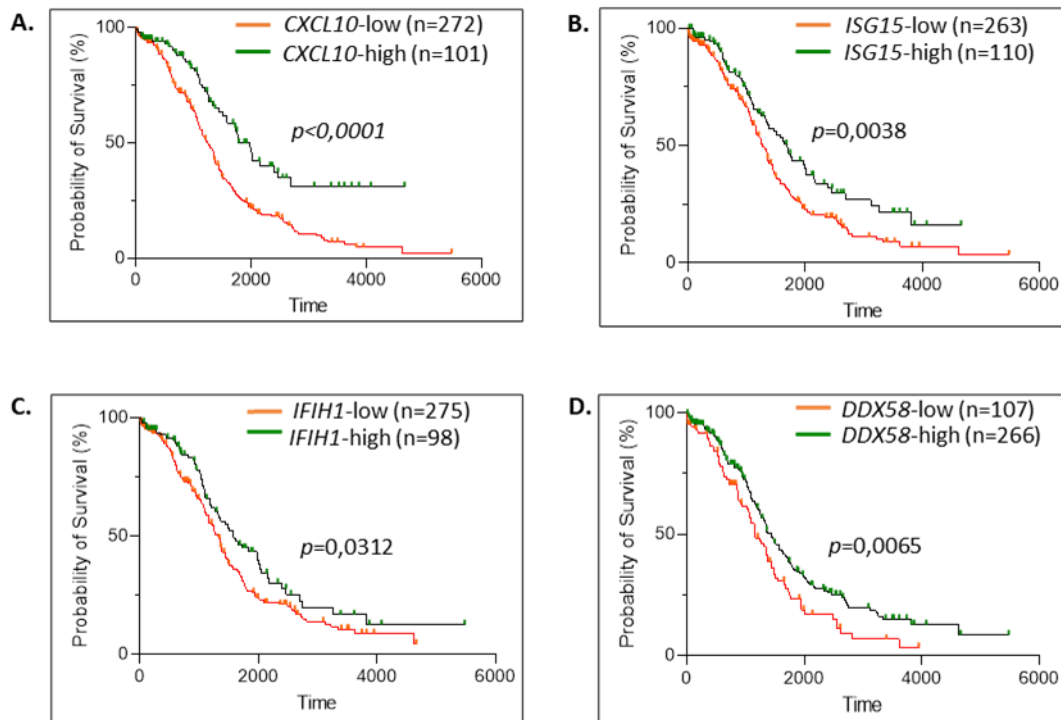 A.
CXCL10-low (n=272)
CXCL10-high (n=101)
Probability of Survival (%)
100
50
0
p<0,0001
0 2000 4000 6000
Time
B.
ISG15-low (n=263)
ISG15-high (n=110)
Probability of Survival (%)
100
50
0
p=0,0038
0 2000 4000 6000
Time
C.
IFIH1-low (n=275)
IFIH1-high (n=98)
Probability of Survival (%)
100
50
0
p=0,0312
0 2000 4000 6000
Time
D.
DDX58-low (n=107)
DDX58-high (n=266)
Probability of Survival (%)
100
50
0
p=0,0065
0 2000 4000 6000
Time